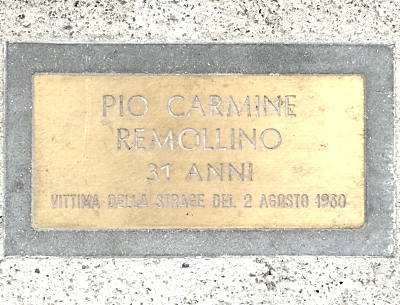 PIO CARMINE
REMOLLINO
31 ANNI
VITTIMA DELLA STRAGE DEL 2 AGOSTO 1980